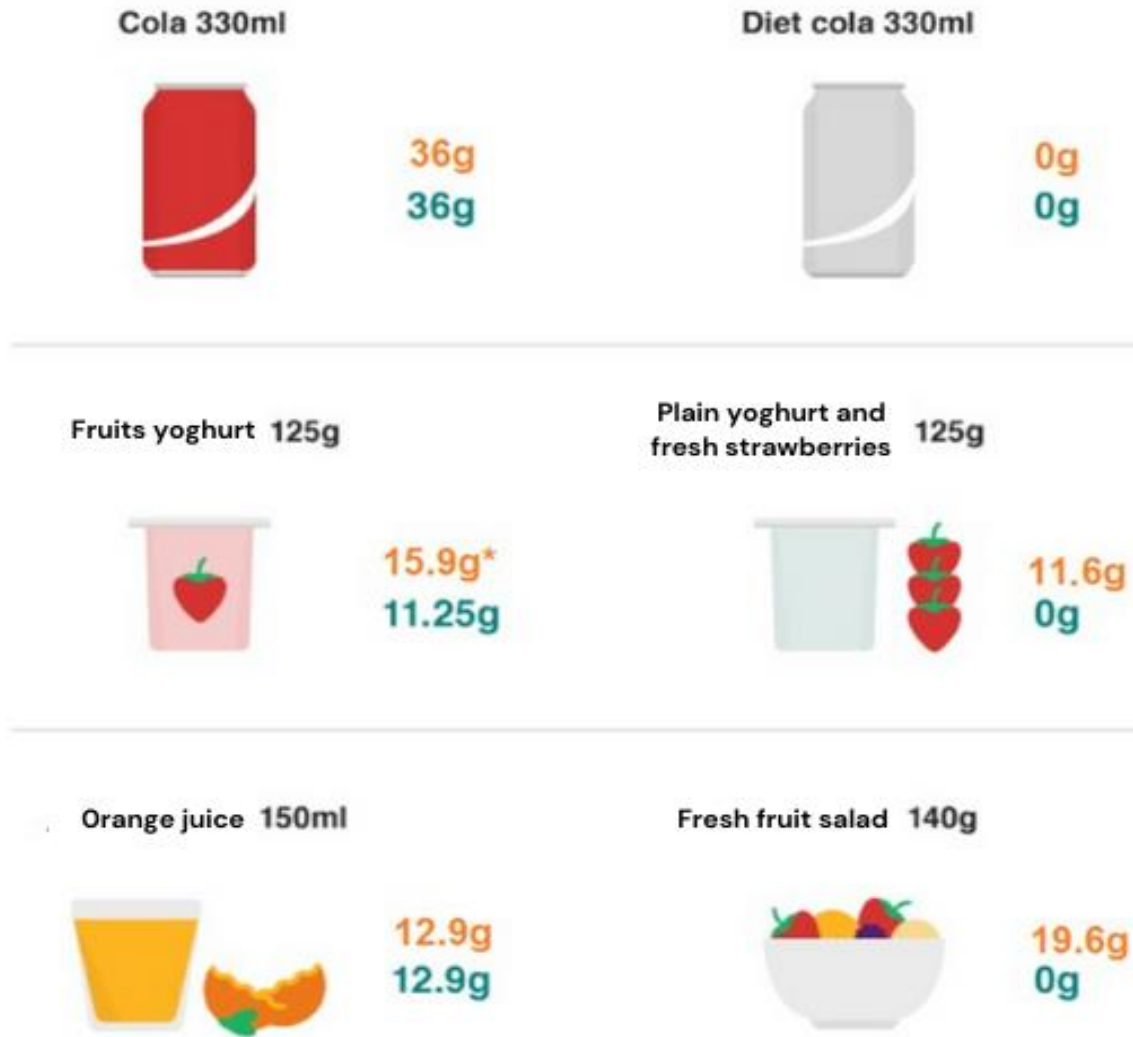 Cola 330ml
Diet cola 330ml
36g
36g
0g
0g
Fruits yoghurt 125g
Plain yoghurt and
fresh strawberries 125g
15.9g*
11.25g
11.6g
0g
Orange juice 150ml
Fresh fruit salad 140g
12.9g
12.9g
19.6g
0g